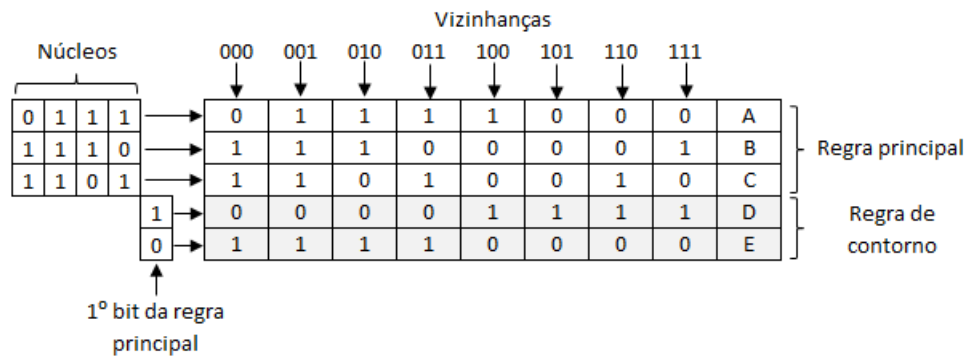 Vizinhanças
Núcleos
000 001 010 011 100 101 110 111
0 1 1 1 0 1 1 1 1 0 0 0 A
1 1 1 0 1 1 1 0 0 0 0 1 B
Regra principal
1 1 0 1 1 1 0 1 0 0 1 0 C
1 0 0 0 0 1 1 1 1 D
Regra de
contorno
0 1 1 1 1 0 0 0 0 E
1º bit da regra
principal